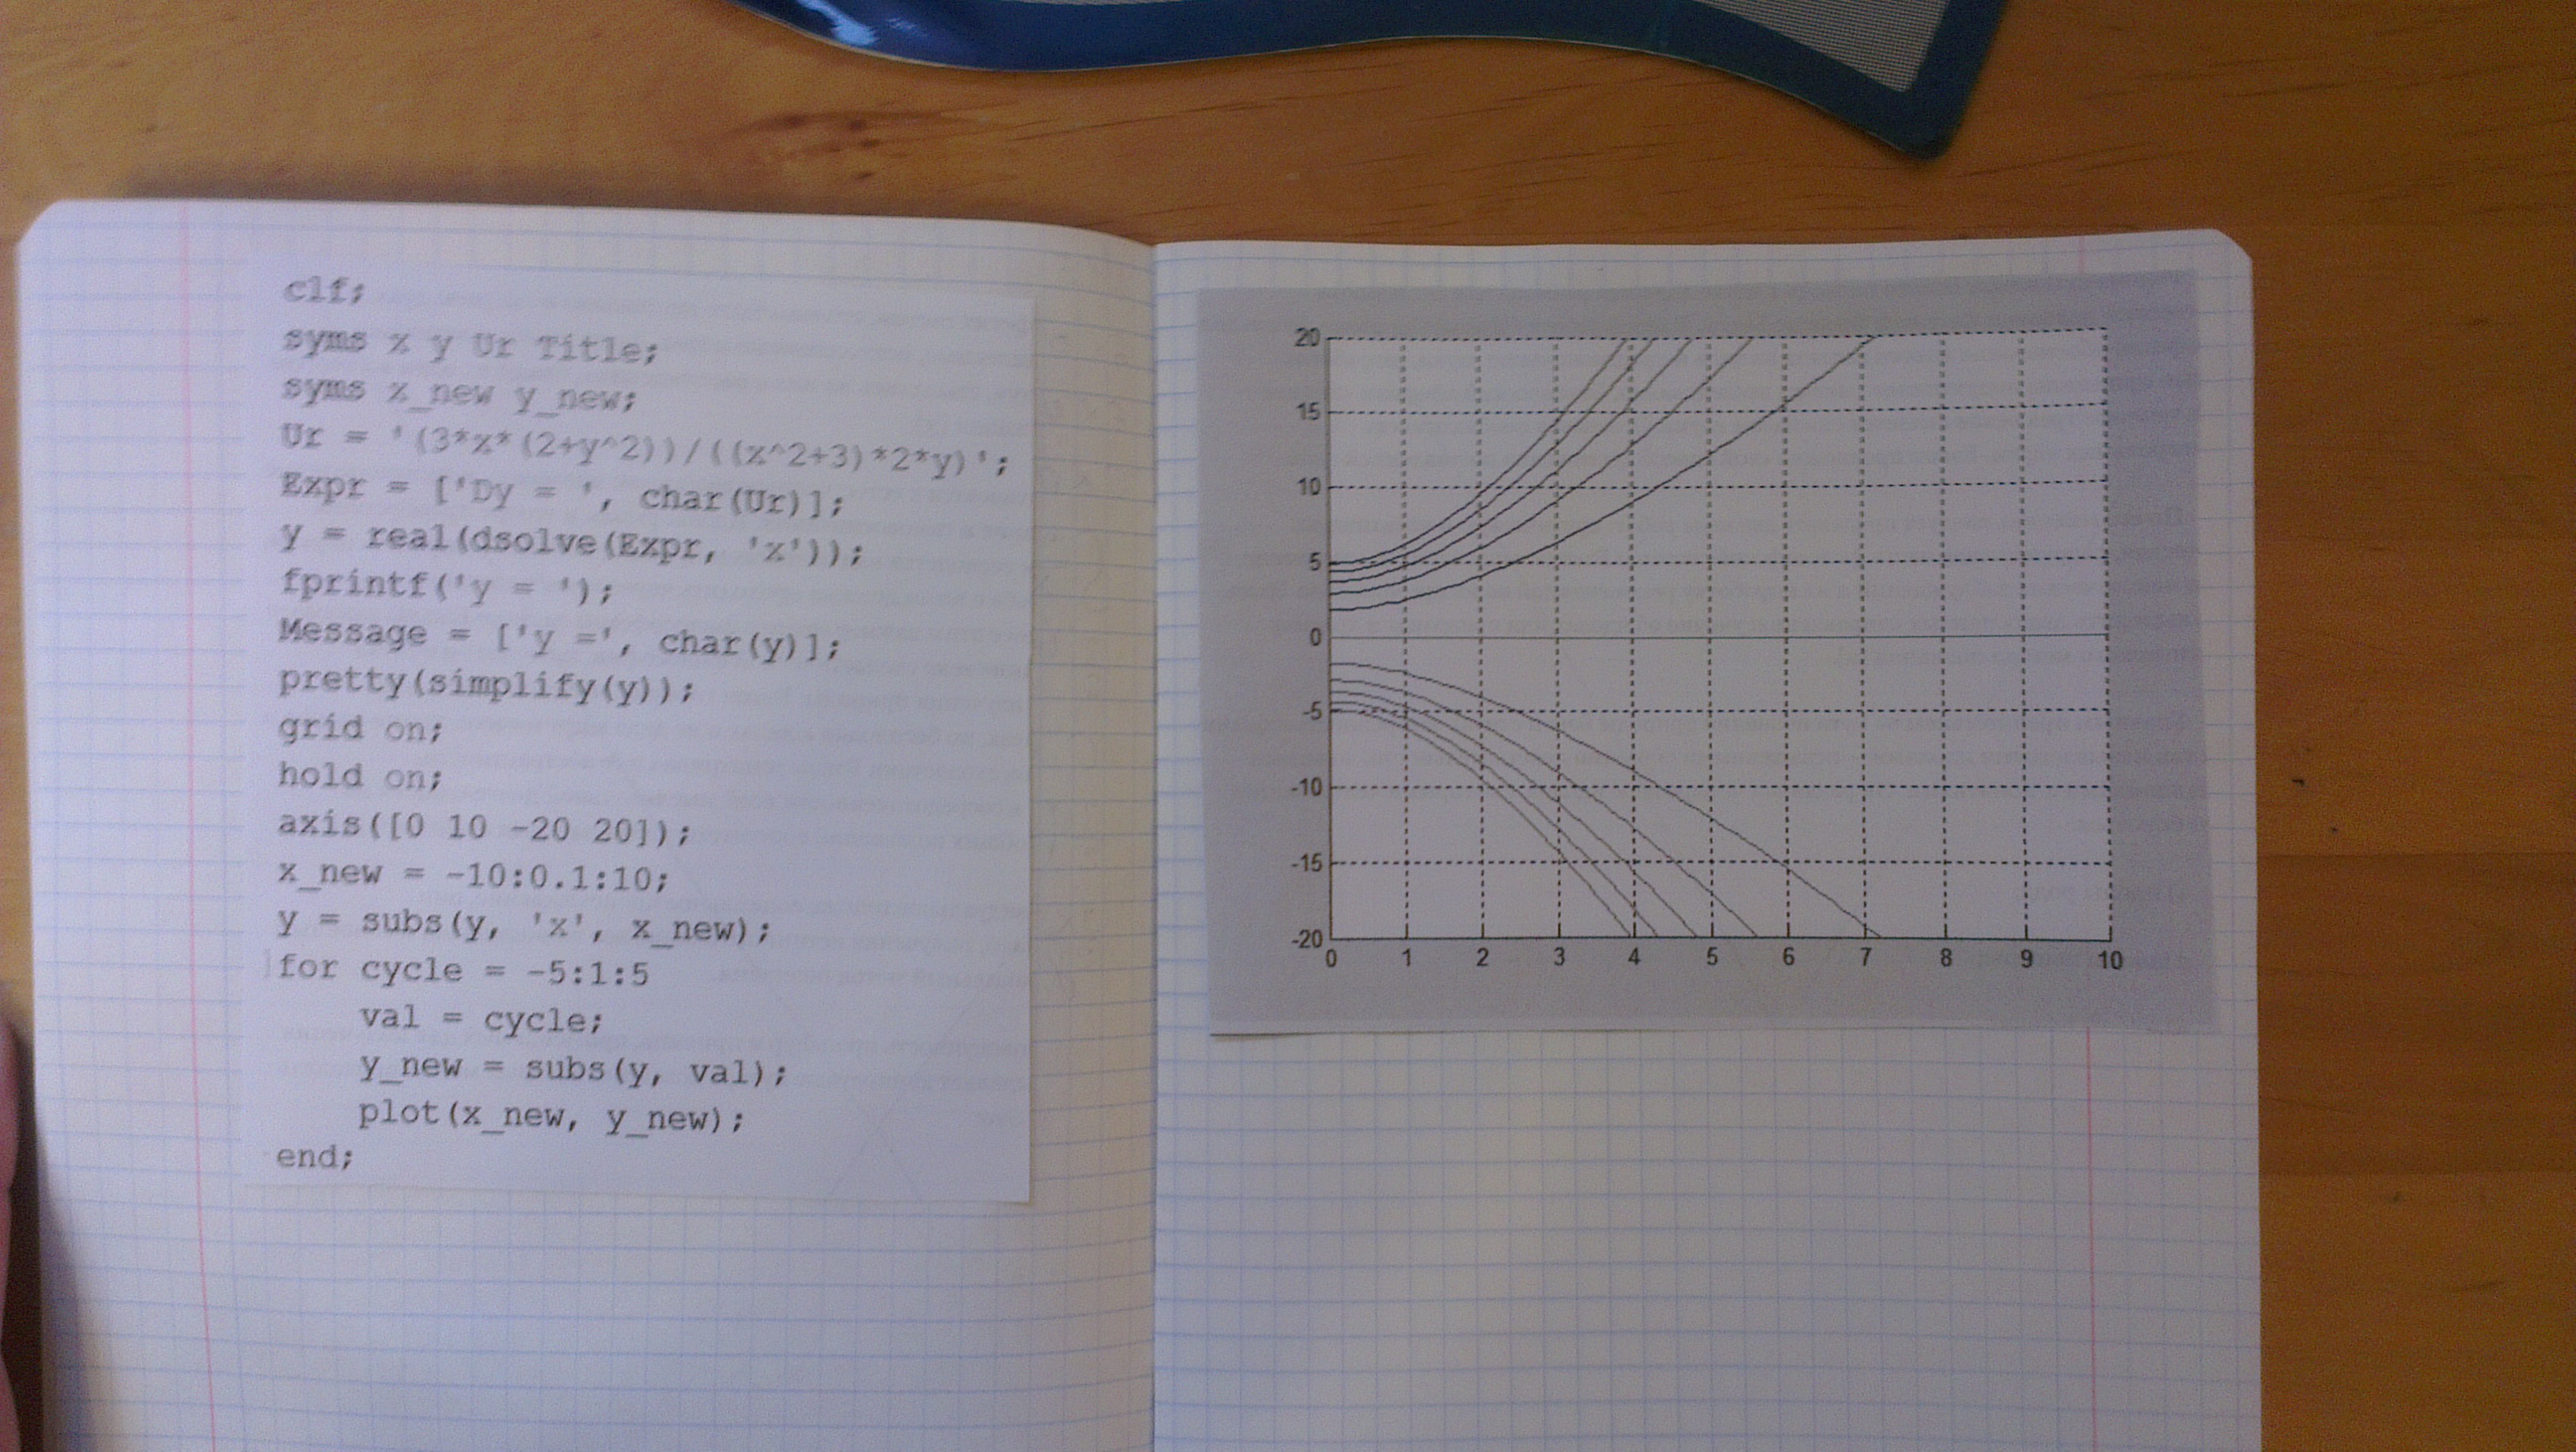 clf;
syms x y Ur Title;
syms x_new y_new;
Ur = '(3*x*(2+y^2))/((x^2+3)*2*y)';
Expr = ['Dy = ', char(Ur)];
y = real(dsolve(Expr, 'x'));
fprintf('y = ');
Message = ['y =', char(y)];
pretty(simplify(y));
grid on;
hold on;
axis([0 10 -20 20]);
x_new = -10:0.1:10;
y = subs(y, 'x', x_new);
for cycle = -5:1:5
val = cycle;
y_new = subs(y, val);
plot(x_new, y_new);
end;
20
15
10
5
0
-5
-10
-15
-20
0 1 2 3 4 5 6 7 8 9 10